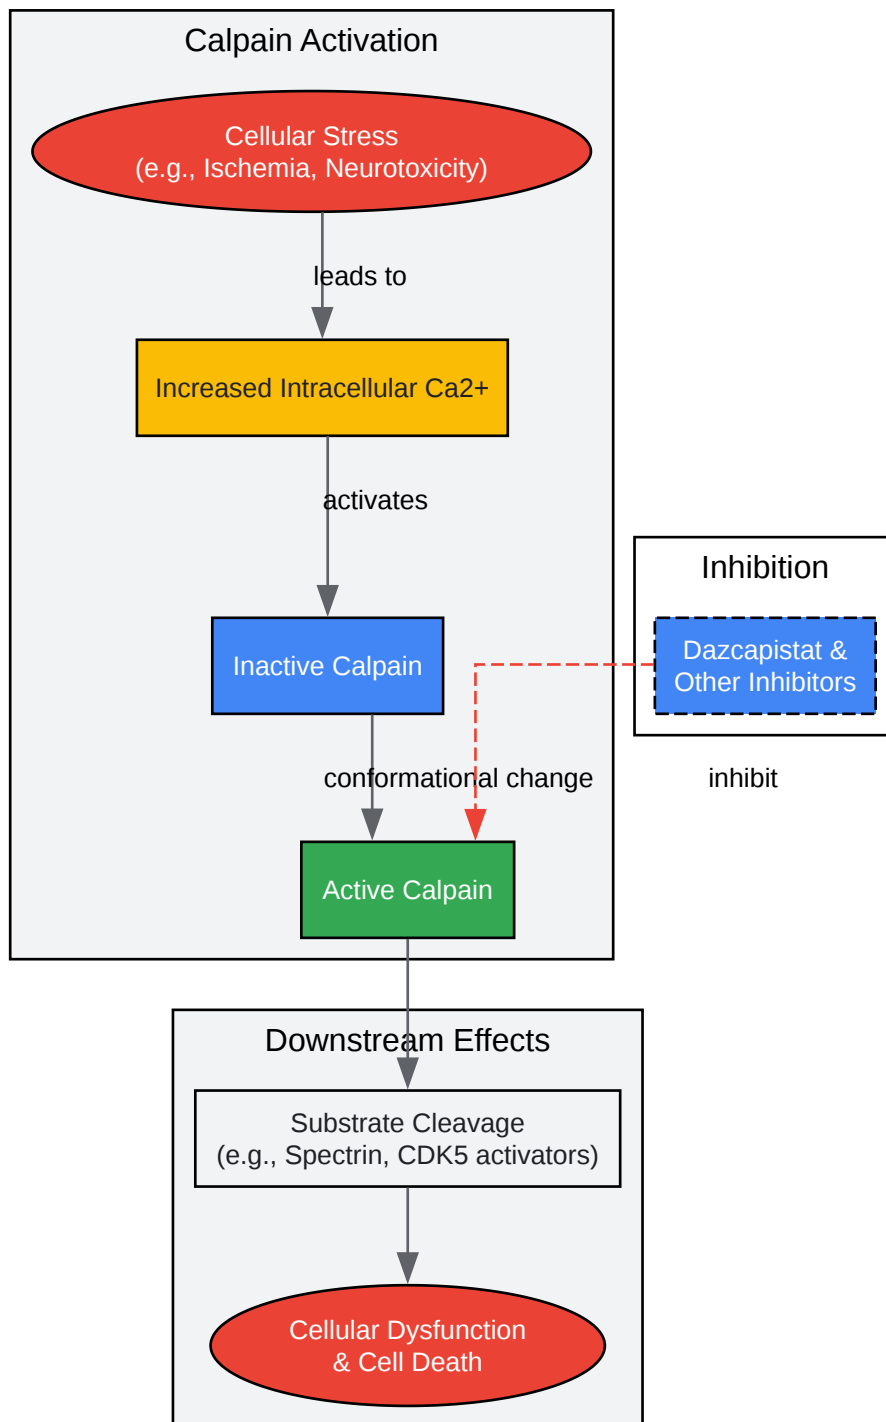 Calpain Activation
Cellular Stress
(e.g., Ischemia, Neurotoxicity)
leads to
Increased Intracellular Ca2+
activates
Inactive Calpain
Inhibition
Dazcapistat &
Other Inhibitors
conformational change
inhibit
Active Calpain
Downstream Effects
Substrate Cleavage
(e.g., Spectrin, CDK5 activators)
Cellular Dysfunction
& Cell Death